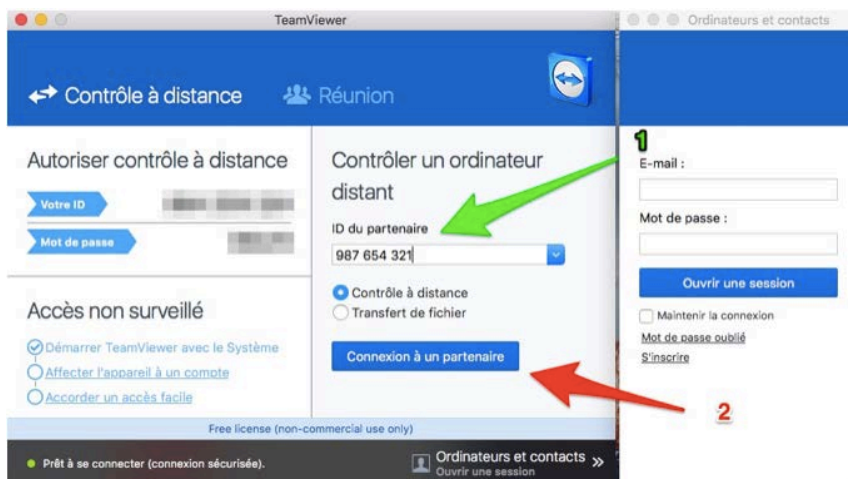 TeamViewer
Ordinateurs et contacts
Contrôle à distance
Réunion
Autoriser contrôle à distance
Votre ID
Mot de passe
Accès non surveillé
Démarrer TeamViewer avec le Système
Affecter l'appareil à un compte
Accorder un accès facile
Contrôler un ordinateur
distant
ID du partenaire
987 654 321
Contrôle à distance
Transfert de fichier
Connexion à un partenaire
Free license (non-commercial use only)
Prêt à se connecter (connexion sécurisée).
Ordinateurs et contacts »
Ouvrir une session
1
E-mail :
Mot de passe :
Ouvrir une session
Maintenir la connexion
Mot de passe oublié
S'inscrire
2